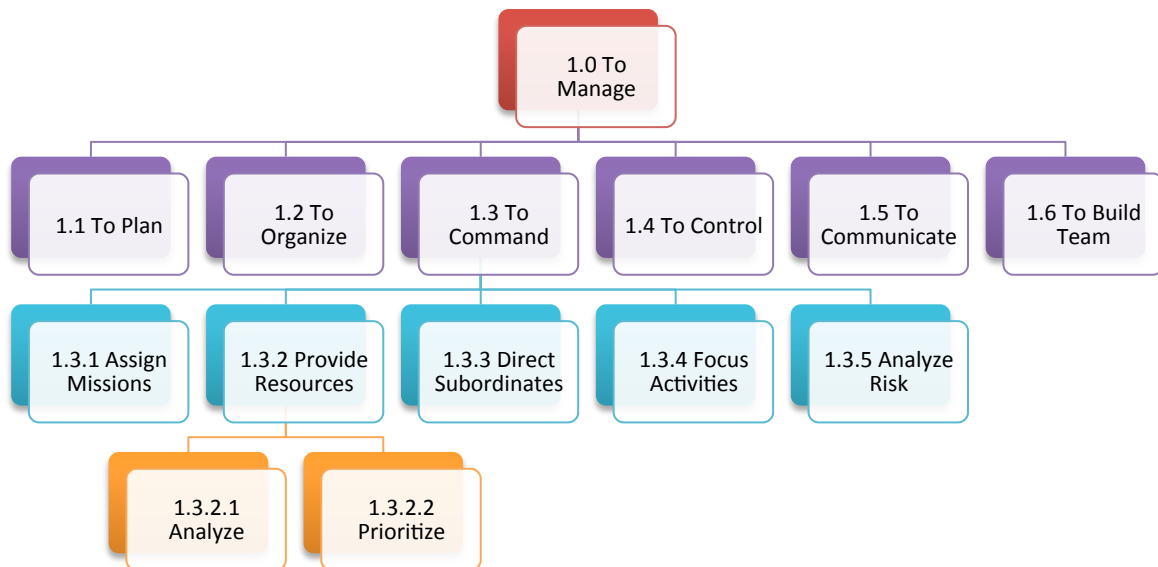 1.0 To
Manage
1.1 To Plan
1.2 To
Organize
1.3 To
Command
1.4 To Control
1.5 To
Communicate
1.6 To Build
Team
1.3.1 Assign
Missions
1.3.2 Provide
Resources
1.3.3 Direct
Subordinates
1.3.4 Focus
Activities
1.3.5 Analyze
Risk
1.3.2.1
Analyze
1.3.2.2
Prioritize